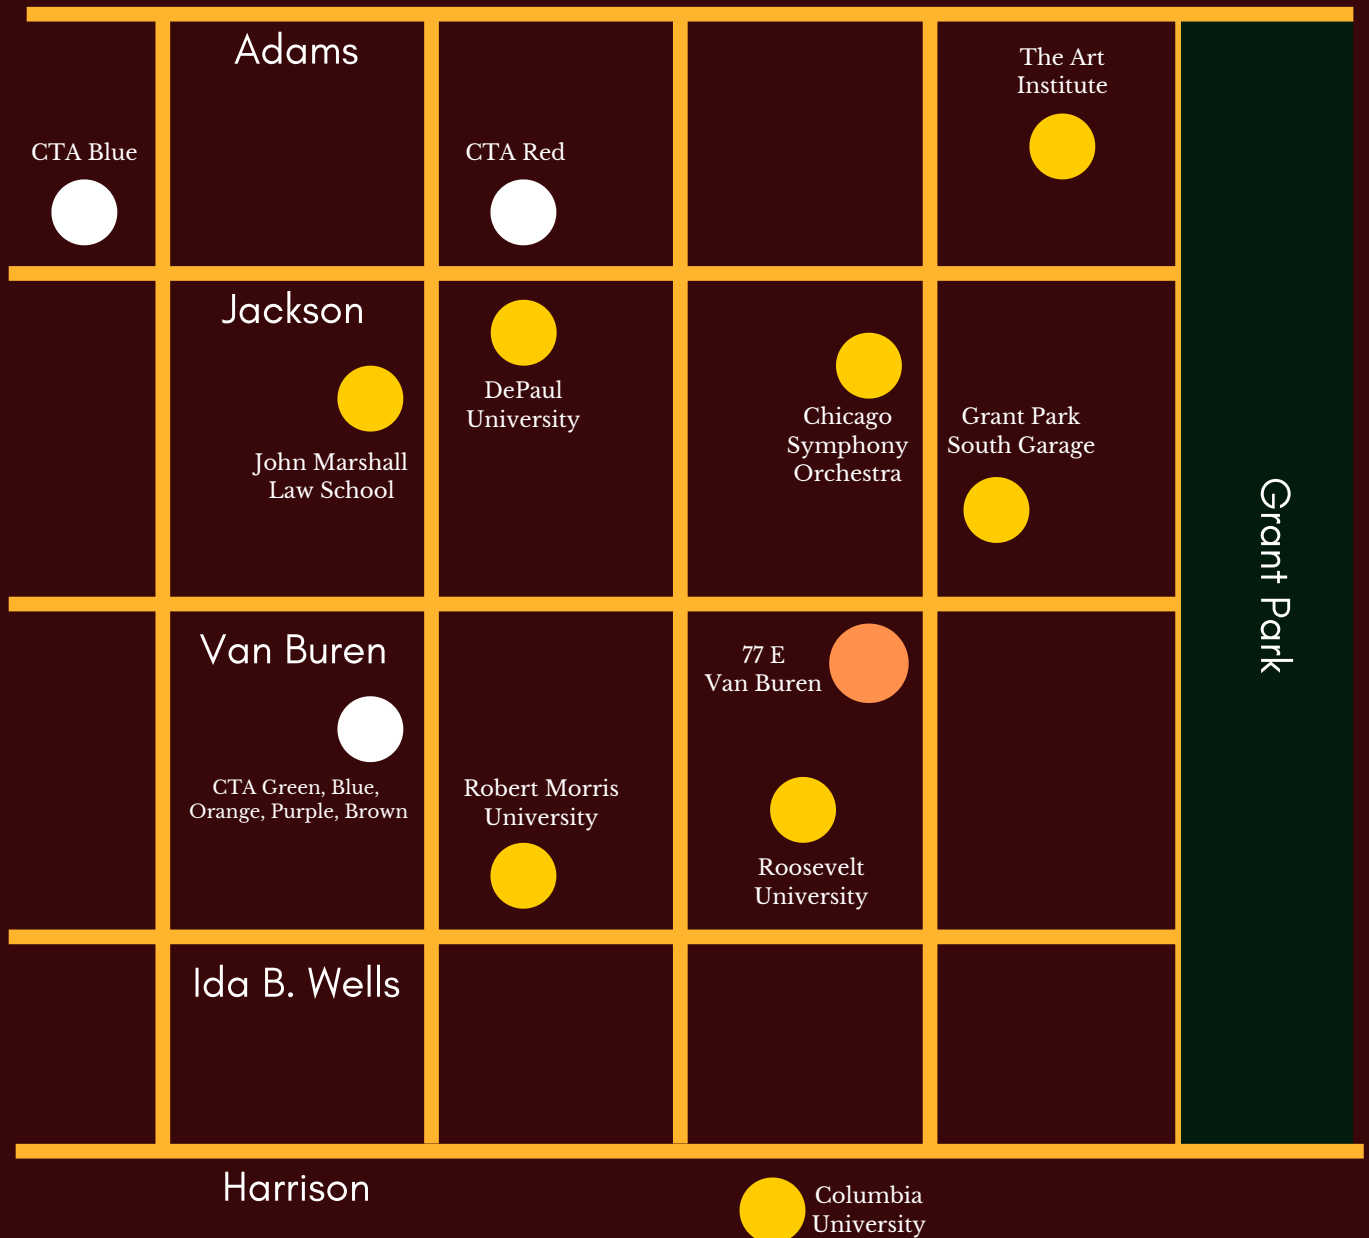 Adams
The Art
Institute
CTA Blue
CTA Red
Jackson
DePaul
University
John Marshall
Law School
Chicago
Symphony
Orchestra
Grant Park
South Garage
Grant Park
Van Buren
77 E
Van Buren
CTA Green, Blue,
Orange, Purple, Brown
Robert Morris
University
Roosevelt
University
Ida B. Wells
Harrison
Columbia
University